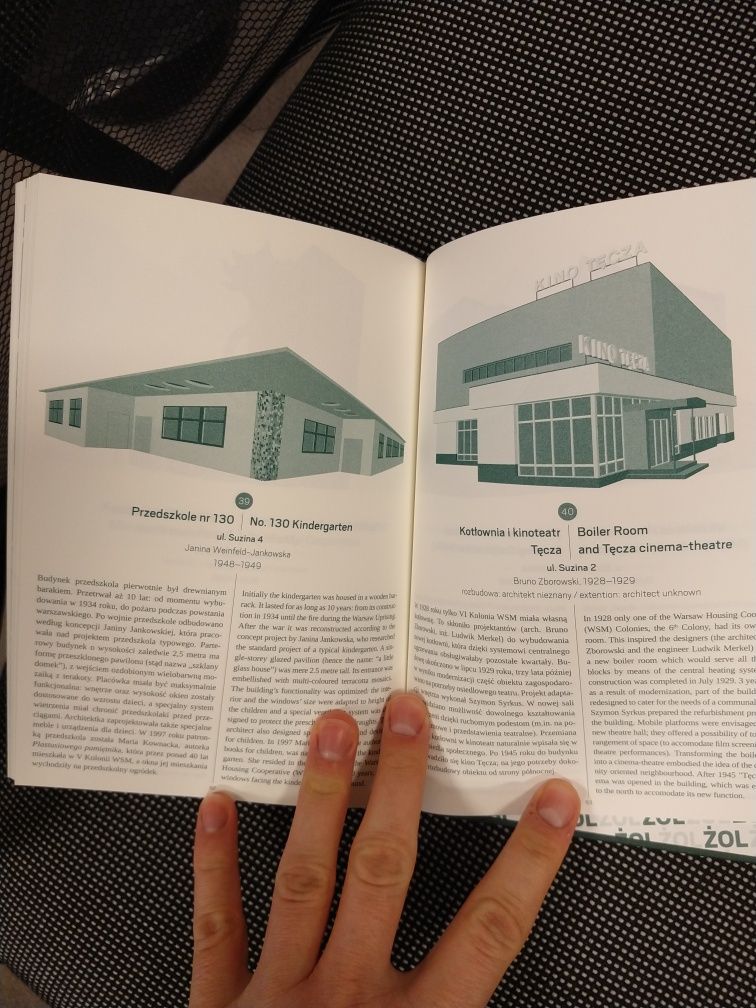 39
Przedszkole nr 130 | No. 130 Kindergarten
ul. Suzina 4
Janina Weinfeld-Jankowska
1948–1949
Budynek przedszkola pierwotnie był drewnianym
barakiem. Przetrwał aż 10 lat: od momentu wybu-
dowania w 1934 roku, do pożaru podczas powstania
warszawskiego. Po wojnie przedszkole odbudowano
według koncepcji Janiny Jankowskiej, która praco-
wała nad projektem przedszkola typowego. Parte-
rowy budynek o wysokości zaledwie 2,5 metra ma
formę przeszklonego pawilonu (stąd nazwa „szklany
domek”), z wejściem ozdobionym wielobarwną mo-
zaiką z terakoty. Placówka miała być maksymalnie
funkcjonalna: wnętrze oraz wysokość okien zostały
dostosowane do wzrostu dzieci, a specjalny system
wietrzenia miał chronić przedszkolaki przed prze-
ciągami. Architektka zaprojektowała także specjalne
meble i urządzenia dla dzieci. W 1997 roku patron-
ką przedszkola została Maria Kownacka, autorka
Plastusiowego pamiętnika, która przez ponad 40 lat
mieszkała w V Kolonii WSM, a okna jej mieszkania
wychodziły na przedszkolny ogródek.
Initially the kindergarten was housed in a wooden bar-
rack. It lasted for as long as 10 years: from its construc-
tion in 1934 until the fire during the Warsaw Uprising.
After the war it was reconstructed according to the
concept project by Janina Jankowska, who researched
the standard project of a typical kindergarten. A sin-
gle-storey glazed pavilion (hence the name: "a little
glass house") was mere 2.5 metre tall. Its entrance was
embellished with multi-coloured terracota mosaics.
The building's functionality was optimized: the inte-
rior and the windows' size were adapted to height of
the children and a special system was
signed to protect the
architect also designed
for children. In 1997 author
books for children, was
garten. She resided in the
Housing Cooperative years;
windows facing the
40
Kotłownia i kinoteatr | Boiler Room
Tęcza | and Tęcza cinema-theatre
ul. Suzina 2
Bruno Zborowski, 1928–1929
rozbudowa: architekt nieznany / extention: architect unknown
W 1928 roku tylko VI Kolonia WSM miała własną
kotłownię. To skłoniło projektantów (arch. Bruno
Zborowski, inż. Ludwik Merkel) do wybudowania
nowej kotłowni, która dzięki systemowi centralnego
ogrzewania obsługiwałaby pozostałe kwartały. Bu-
dowę ukończono w lipcu 1929 roku, trzy lata później
w wyniku modernizacji część obiektu zagospodaro-
wano na potrzeby osiedlowego teatru. Projekt adapta-
cji wnętrza wykonał Szymon Syrkus. W nowej sali
możliwość dowolnego kształtowania
dzięki ruchomym podestom (m.in. na po-
i przedstawienia teatralne). Przemiana
kotłowni w kinoteatr naturalnie wpisała się w
społecznego. Po 1945 roku do budynku
kino Tęcza; na jego potrzeby doko-
rozbudowy obiektu od strony północnej.
In 1928 only one of the Warsaw Housing Coo
(WSM) Colonies, the 6th Colony, had its ow
room. This inspired the designers (the architec
Zborowski and the engineer Ludwik Merkel)
a new boiler room which would serve all th
blocks by means of the central heating syste
construction was completed in July 1929. 3 yea
as a result of modernization, part of the build
redesigned to cater for the needs of a communal
Szymon Syrkus prepared the refurbishment pro
the building. Mobile platforms were envisaged
new theatre hall; they offered a possibility of to
rangement of space (to accomodate film screeni
theatre performances). Transforming the boil
into a cinema-theatre embodied the idea of the c
nity oriented neighbourhood. After 1945 "Tęc
ema was opened in the building, which was e
to the north to accomodate its new function.
KINO TĘCZA
KINO TĘCZA
ŻOL ŻOL ŻOL
ŻOL ŻOL